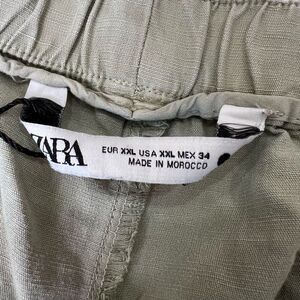 ZARA
EUR XXL USA XXL MEX 34
MADE IN MOROCCO